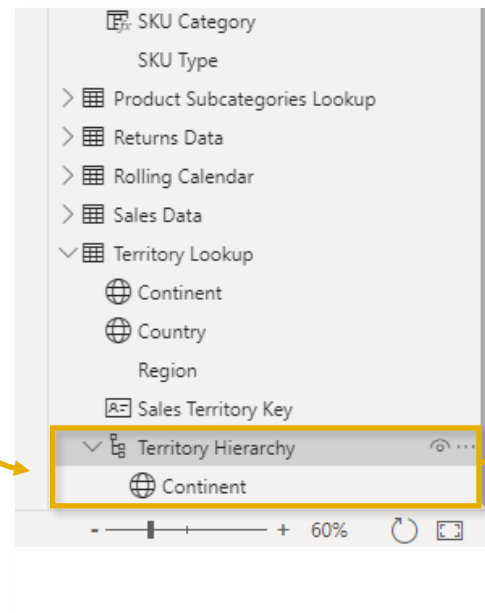 SKU Category
SKU Type
Product Subcategories Lookup
Returns Data
Rolling Calendar
Sales Data
Territory Lookup
Continent
Country
Region
Sales Territory Key
Territory Hierarchy
Continent
- + 60%